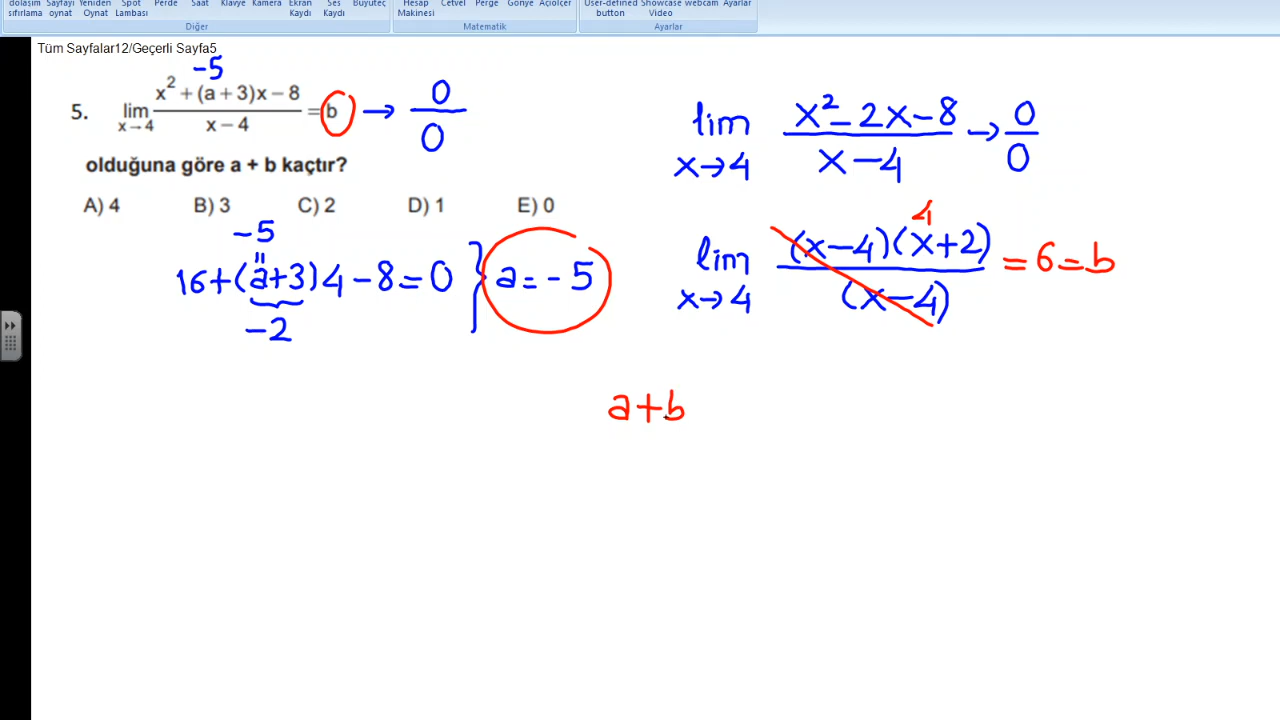 dolaşım Sayfayı Yeniden Spot Perde Saat Klavye Kamera Ekran Ses Büyüteç Hesap Cetvel Perge Gönye Açıölçer User-defined Showcase webcam Ayarlar
sıfırlama oynat Oynat Lambası Kaydı Kaydı Makinesi button Video
Diğer Matematik Ayarlar
Tüm Sayfalar12/Geçerli Sayfa5
-5
5. lim x→4 x² + (a + 3)x − 8 / x − 4 = b → 0/0
olduğuna göre a + b kaçtır?
A) 4 B) 3 C) 2 D) 1 E) 0
-5
"
16+(a+3)4-8=0 } a=-5
-2
lim x→4 x²-2x-8 / x-4 → 0/0
4
lim x→4 (x-4)(x+2) / (x-4) = 6 = b
a+b